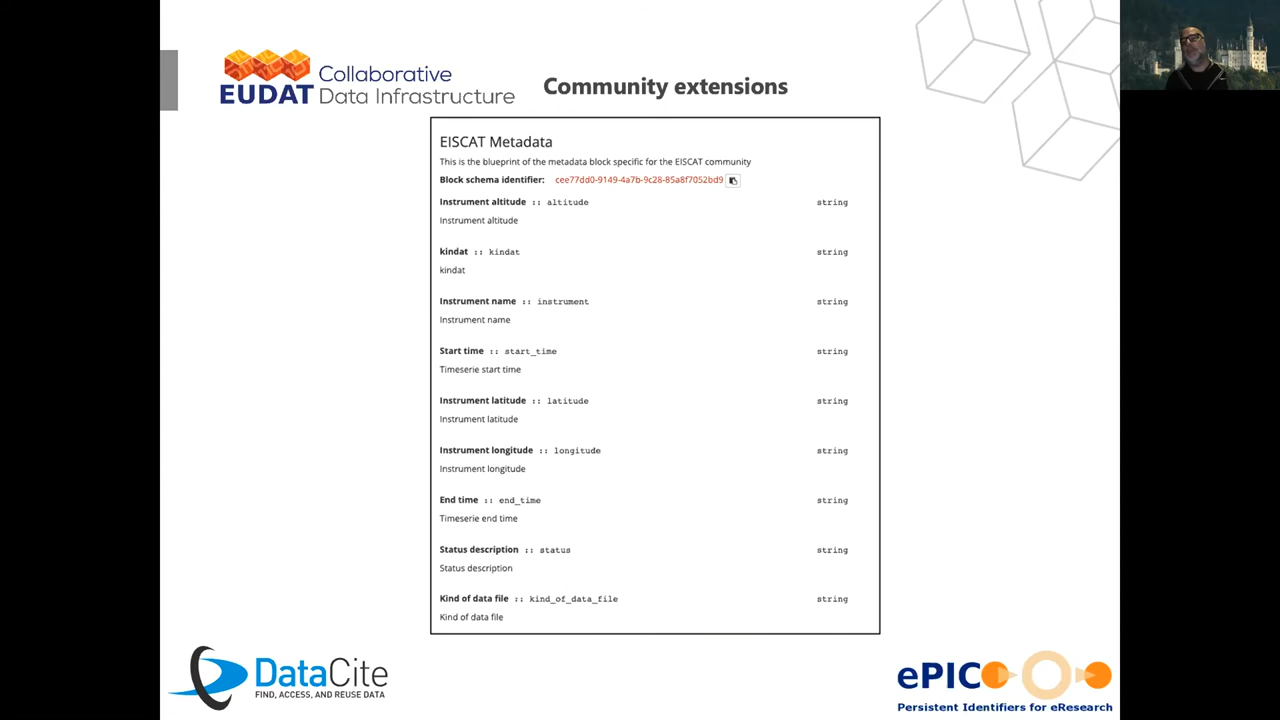 EUDAT Collaborative Data Infrastructure
Community extensions
EISCAT Metadata
This is the blueprint of the metadata block specific for the EISCAT community
Block schema identifier: cee77dd0-9149-4a7b-9c28-85a8f7052bd9
Instrument altitude :: altitude string
Instrument altitude
kindat :: kindat string
kindat
Instrument name :: instrument string
Instrument name
Start time :: start_time string
Timeserie start time
Instrument latitude :: latitude string
Instrument latitude
Instrument longitude :: longitude string
Instrument longitude
End time :: end_time string
Timeserie end time
Status description :: status string
Status description
Kind of data file :: kind_of_data_file string
Kind of data file
DataCite
FIND, ACCESS, AND REUSE DATA
ePIC
Persistent Identifiers for eResearch